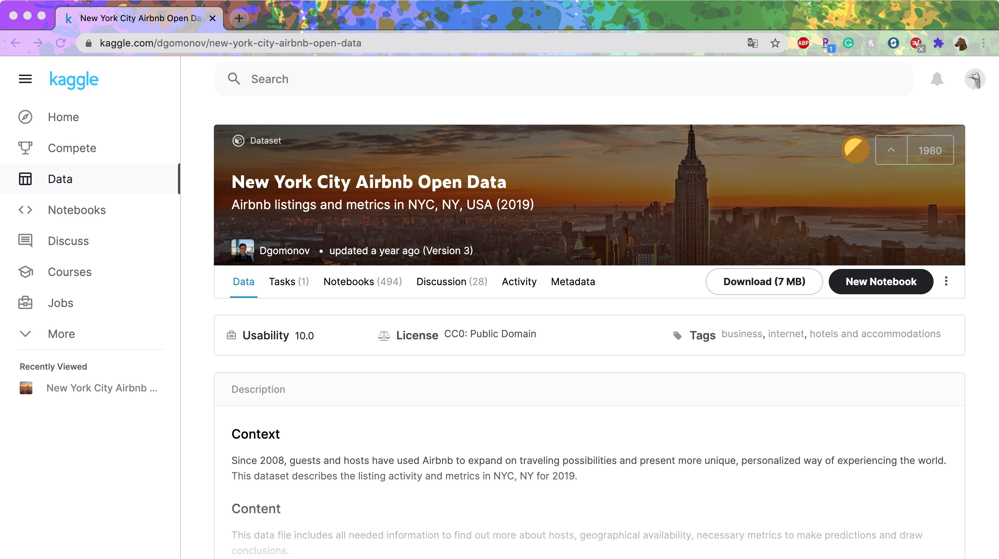 New York City Airbnb Open Da
kaggle.com/dgomonov/new-york-city-airbnb-open-data
ABP
1
kaggle
Search
Home
Compete
Data
Notebooks
Discuss
Courses
Jobs
More
Recently Viewed
New York City Airbnb ...
Dataset
1980
New York City Airbnb Open Data
Airbnb listings and metrics in NYC, NY, USA (2019)
Dgomonov • updated a year ago (Version 3)
Data Tasks (1) Notebooks (494) Discussion (28) Activity Metadata Download (7 MB) New Notebook
Usability 10.0 License CC0: Public Domain Tags business, internet, hotels and accommodations
Description
Context
Since 2008, guests and hosts have used Airbnb to expand on traveling possibilities and present more unique, personalized way of experiencing the world.
This dataset describes the listing activity and metrics in NYC, NY for 2019.
Content
This data file includes all needed information to find out more about hosts, geographical availability, necessary metrics to make predictions and draw
conclusions.